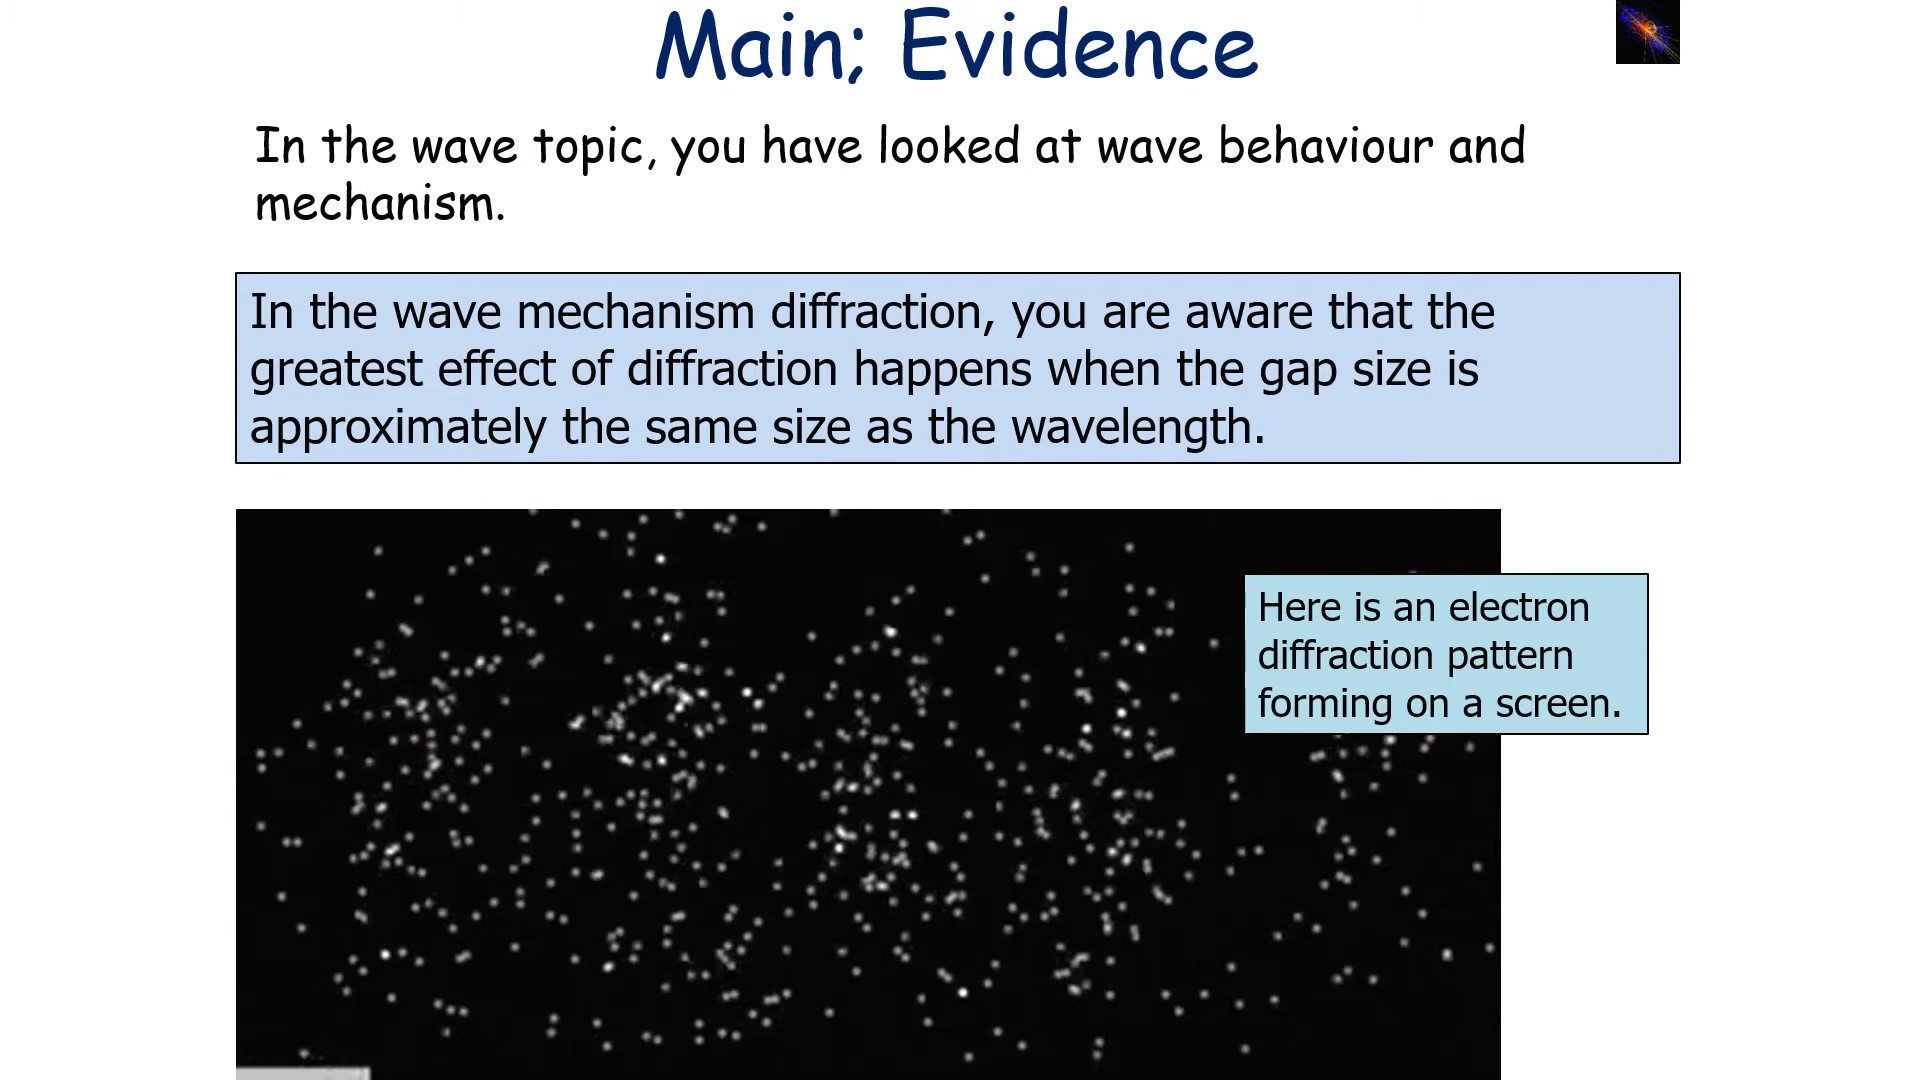 Main; Evidence
In the wave topic, you have looked at wave behaviour and
mechanism.
In the wave mechanism diffraction, you are aware that the
greatest effect of diffraction happens when the gap size is
approximately the same size as the wavelength.
Here is an electron
diffraction pattern
forming on a screen.